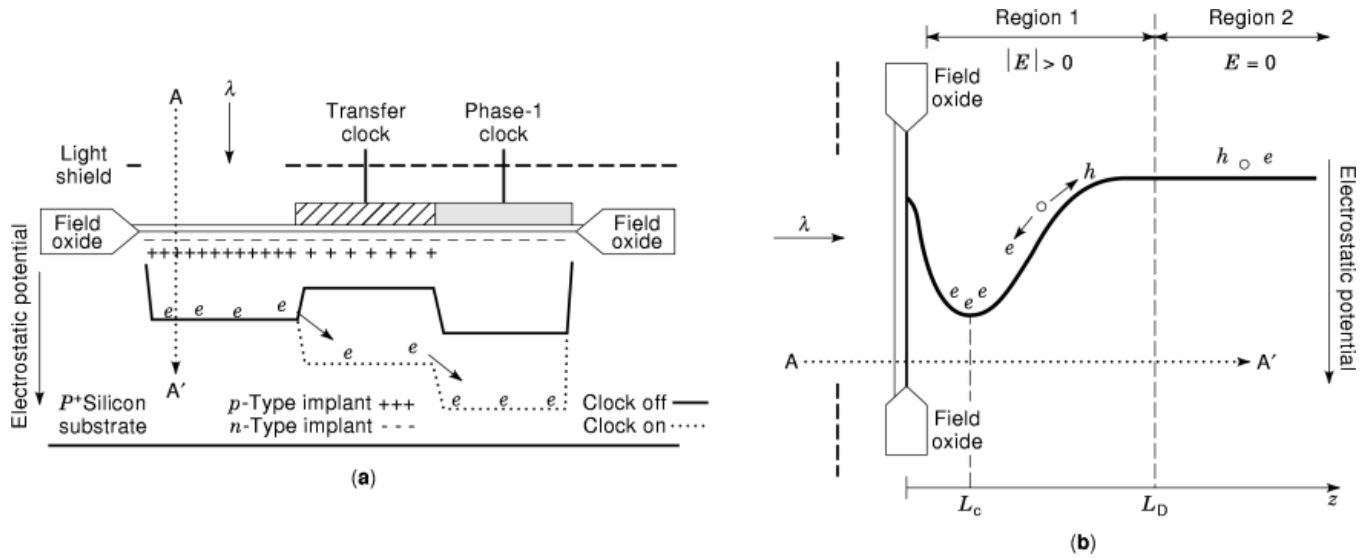 A
λ
Light
shield
Transfer
clock
Phase-1
clock
Field
oxide
Field
oxide
– – – – – – – – – – – – – – – – – – – – – – – –
+++++++++++++ + + + + + + +
Electrostatic potential
e e e e
e e
e e e
A′
P⁺Silicon
substrate
p-Type implant +++
n-Type implant - - -
Clock off
Clock on
(a)
Region 1
Region 2
|E| > 0
E = 0
Field
oxide
λ
h
e
h e
e e e
Electrostatic potential
A
A′
Field
oxide
L_c
L_D
z
(b)